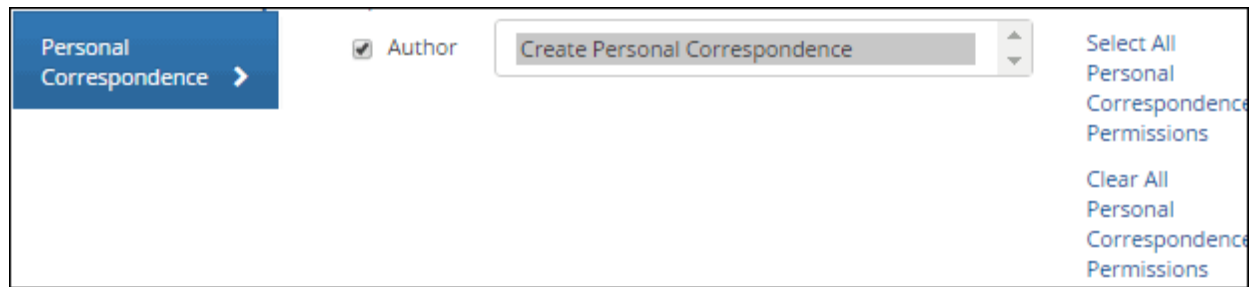 Personal
Correspondence
Author
Create Personal Correspondence
Select All
Personal
Correspondence
Permissions
Clear All
Personal
Correspondence
Permissions